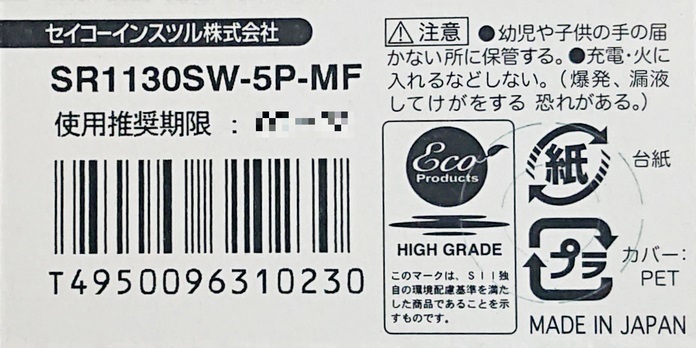 セイコーインスツル株式会社
SR1130SW-5P-MF
使用推奨期限 :
T4950096310230
注意 ●幼児や子供の手の届
かない所に保管する。●充電・火に
入れるなどしない。（爆発、漏液
してけがをする 恐れがある。）
Eco
Products
HIGH GRADE
このマークは、SII独
自の環境配慮基準を満た
した商品であることを示
すものです。
紙
台紙
プラ
カバー:
PET
MADE IN JAPAN